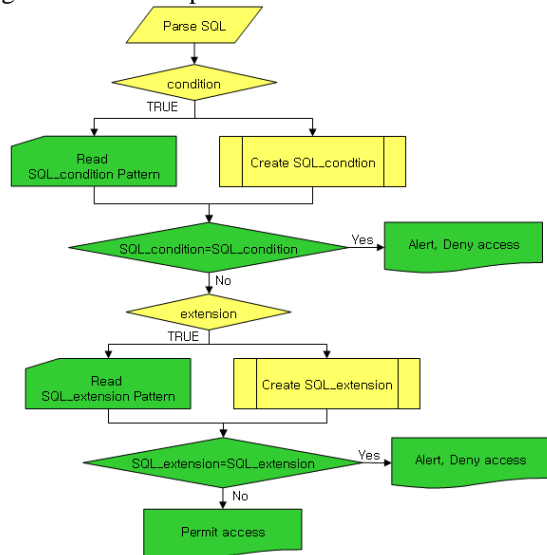 Parse SQL
condition
TRUE
Read
SQL_condition Pattern
Create SQL_condtion
SQL_condition=SQL_condition
Yes
Alert, Deny access
No
extension
TRUE
Read
SQL_extension Pattern
Create SQL_extension
SQL_extension=SQL_extension
Yes
Alert, Deny access
No
Permit access